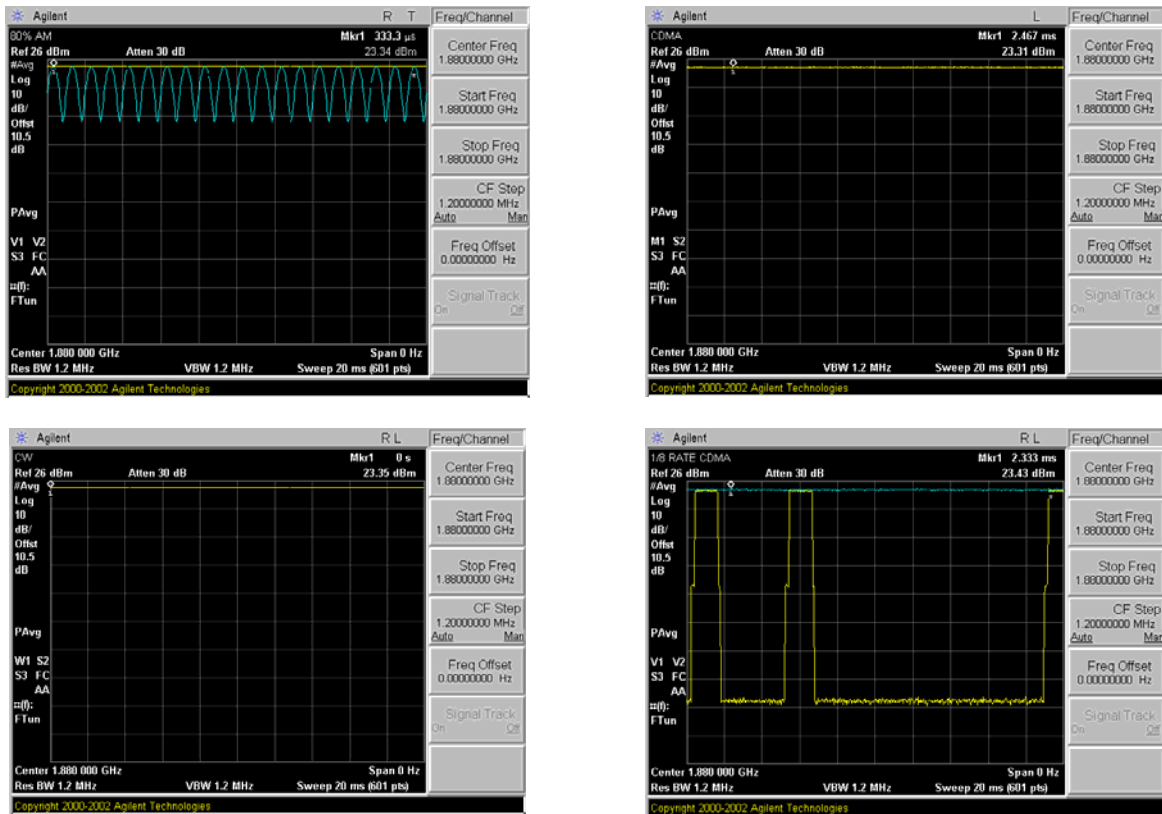 Agilent R T Freq/Channel
80% AM Mkr1 333.3 µs
Ref 26 dBm Atten 30 dB 23.34 dBm
#Avg
Log
10
dB/
Offst
10.5
dB
PAvg
V1 V2
S3 FC
AA
¤(f):
FTun
1
Center 1.880 000 GHz Span 0 Hz
Res BW 1.2 MHz VBW 1.2 MHz Sweep 20 ms (601 pts)
Copyright 2000-2002 Agilent Technologies
Center Freq
1.88000000 GHz
Start Freq
1.88000000 GHz
Stop Freq
1.88000000 GHz
CF Step
1.20000000 MHz
Auto Man
Freq Offset
0.00000000 Hz
Signal Track
On Off
Agilent L Freq/Channel
CDMA Mkr1 2.467 ms
Ref 26 dBm Atten 30 dB 23.31 dBm
#Avg
Log
10
dB/
Offst
10.5
dB
PAvg
M1 S2
S3 FC
AA
¤(f):
FTun
1
Center 1.880 000 GHz Span 0 Hz
Res BW 1.2 MHz VBW 1.2 MHz Sweep 20 ms (601 pts)
Copyright 2000-2002 Agilent Technologies
Center Freq
1.88000000 GHz
Start Freq
1.88000000 GHz
Stop Freq
1.88000000 GHz
CF Step
1.20000000 MHz
Auto Man
Freq Offset
0.00000000 Hz
Signal Track
On Off
Agilent R L Freq/Channel
CW Mkr1 0 s
Ref 26 dBm Atten 30 dB 23.35 dBm
#Avg
Log
10
dB/
Offst
10.5
dB
PAvg
W1 S2
S3 FC
AA
¤(f):
FTun
1
Center 1.880 000 GHz Span 0 Hz
Res BW 1.2 MHz VBW 1.2 MHz Sweep 20 ms (601 pts)
Copyright 2000-2002 Agilent Technologies
Center Freq
1.88000000 GHz
Start Freq
1.88000000 GHz
Stop Freq
1.88000000 GHz
CF Step
1.20000000 MHz
Auto Man
Freq Offset
0.00000000 Hz
Signal Track
On Off
Agilent R L Freq/Channel
1/8 RATE CDMA Mkr1 2.333 ms
Ref 26 dBm Atten 30 dB 23.43 dBm
#Avg
Log
10
dB/
Offst
10.5
dB
PAvg
V1 V2
S3 FC
AA
¤(f):
FTun
1
Center 1.880 000 GHz Span 0 Hz
Res BW 1.2 MHz VBW 1.2 MHz Sweep 20 ms (601 pts)
Copyright 2000-2002 Agilent Technologies
Center Freq
1.88000000 GHz
Start Freq
1.88000000 GHz
Stop Freq
1.88000000 GHz
CF Step
1.20000000 MHz
Auto Man
Freq Offset
0.00000000 Hz
Signal Track
On Off